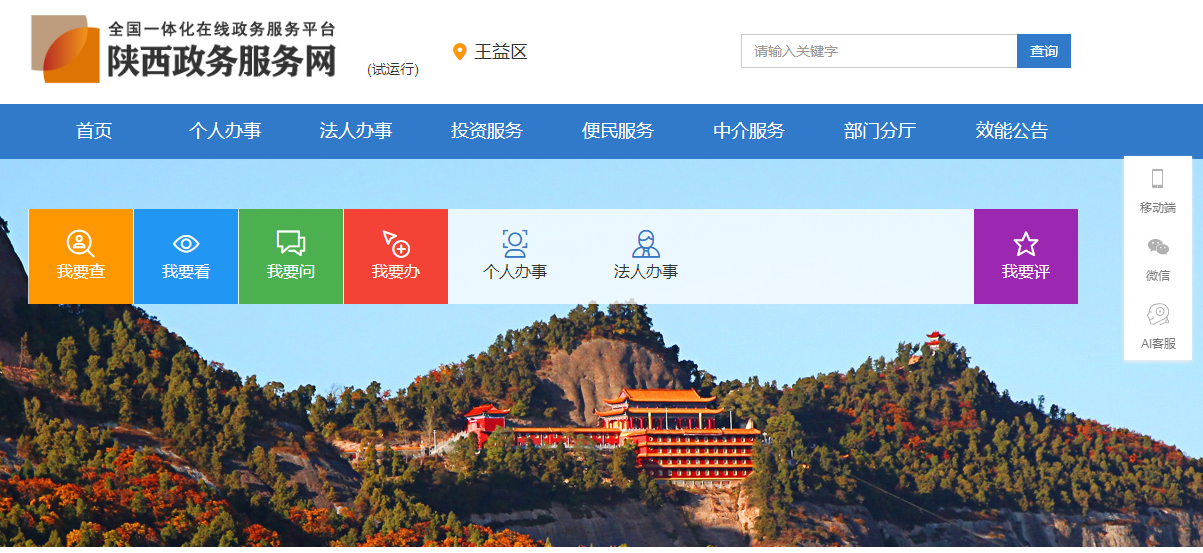 全国一体化在线政务服务平台
陕西政务服务网
(试运行)
王益区
请输入关键字
查询
首页 个人办事 法人办事 投资服务 便民服务 中介服务 部门分厅 效能公告
我要查 我要看 我要问 我要办 个人办事 法人办事 我要评
移动端
微信
AI客服